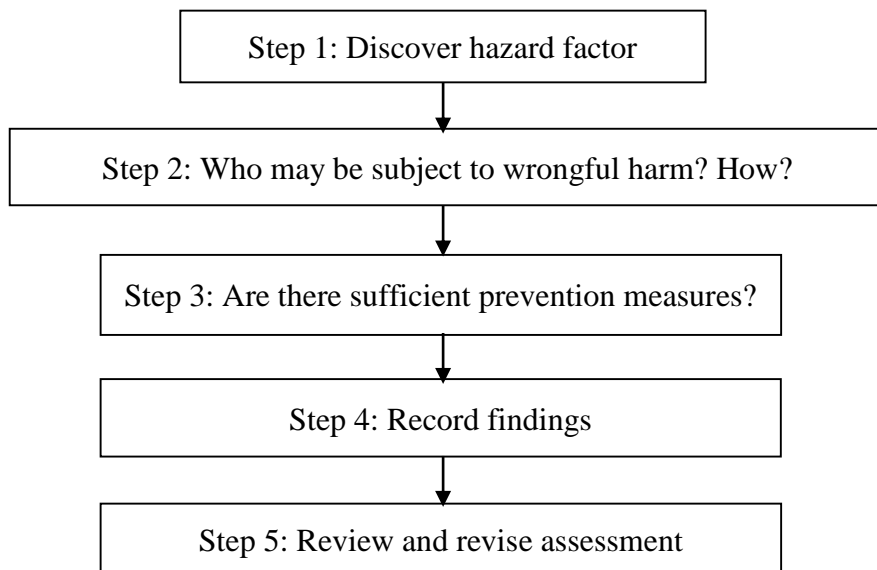 Step 1: Discover hazard factor
Step 2: Who may be subject to wrongful harm? How?
Step 3: Are there sufficient prevention measures?
Step 4: Record findings
Step 5: Review and revise assessment